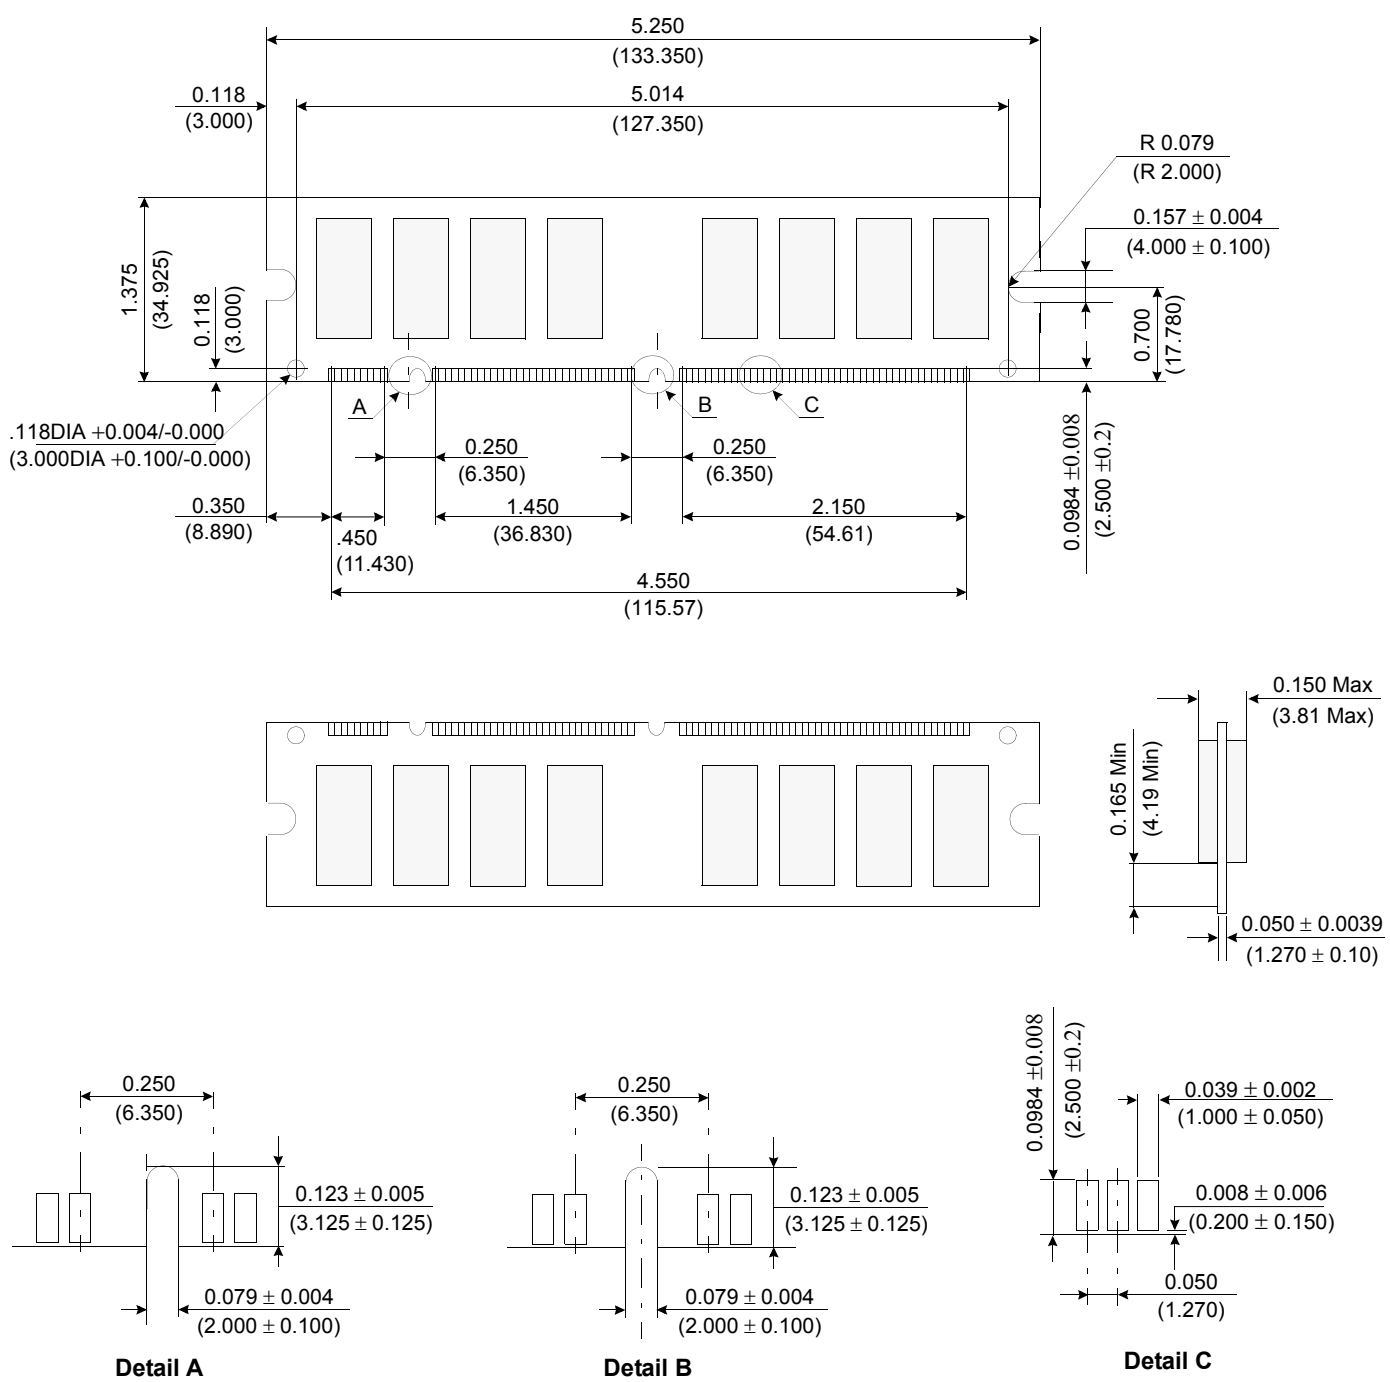 5.250
(133.350)
0.118
(3.000)
5.014
(127.350)
R 0.079
(R 2.000)
0.157 ± 0.004
(4.000 ± 0.100)
1.375
(34.925)
0.118
(3.000)
0.700
(17.780)
A
B
C
.118DIA +0.004/-0.000
(3.000DIA +0.100/-0.000)
0.250
(6.350)
0.250
(6.350)
0.0984 ±0.008
(2.500 ±0.2)
0.350
(8.890)
.450
(11.430)
1.450
(36.830)
2.150
(54.61)
4.550
(115.57)
0.150 Max
(3.81 Max)
0.165 Min
(4.19 Min)
0.050 ± 0.0039
(1.270 ± 0.10)
0.250
(6.350)
0.123 ± 0.005
(3.125 ± 0.125)
0.079 ± 0.004
(2.000 ± 0.100)
Detail A
0.250
(6.350)
0.123 ± 0.005
(3.125 ± 0.125)
0.079 ± 0.004
(2.000 ± 0.100)
Detail B
0.0984 ±0.008
(2.500 ±0.2)
0.039 ± 0.002
(1.000 ± 0.050)
0.008 ± 0.006
(0.200 ± 0.150)
0.050
(1.270)
Detail C